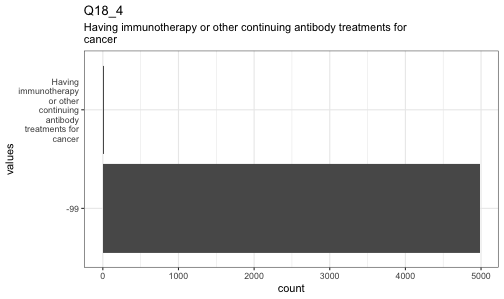 Q18_4
Having immunotherapy or other continuing antibody treatments for
cancer
Having
immunotherapy
or other
continuing
antibody
treatments for
cancer
-99
values
0
1000
2000
3000
4000
5000
count